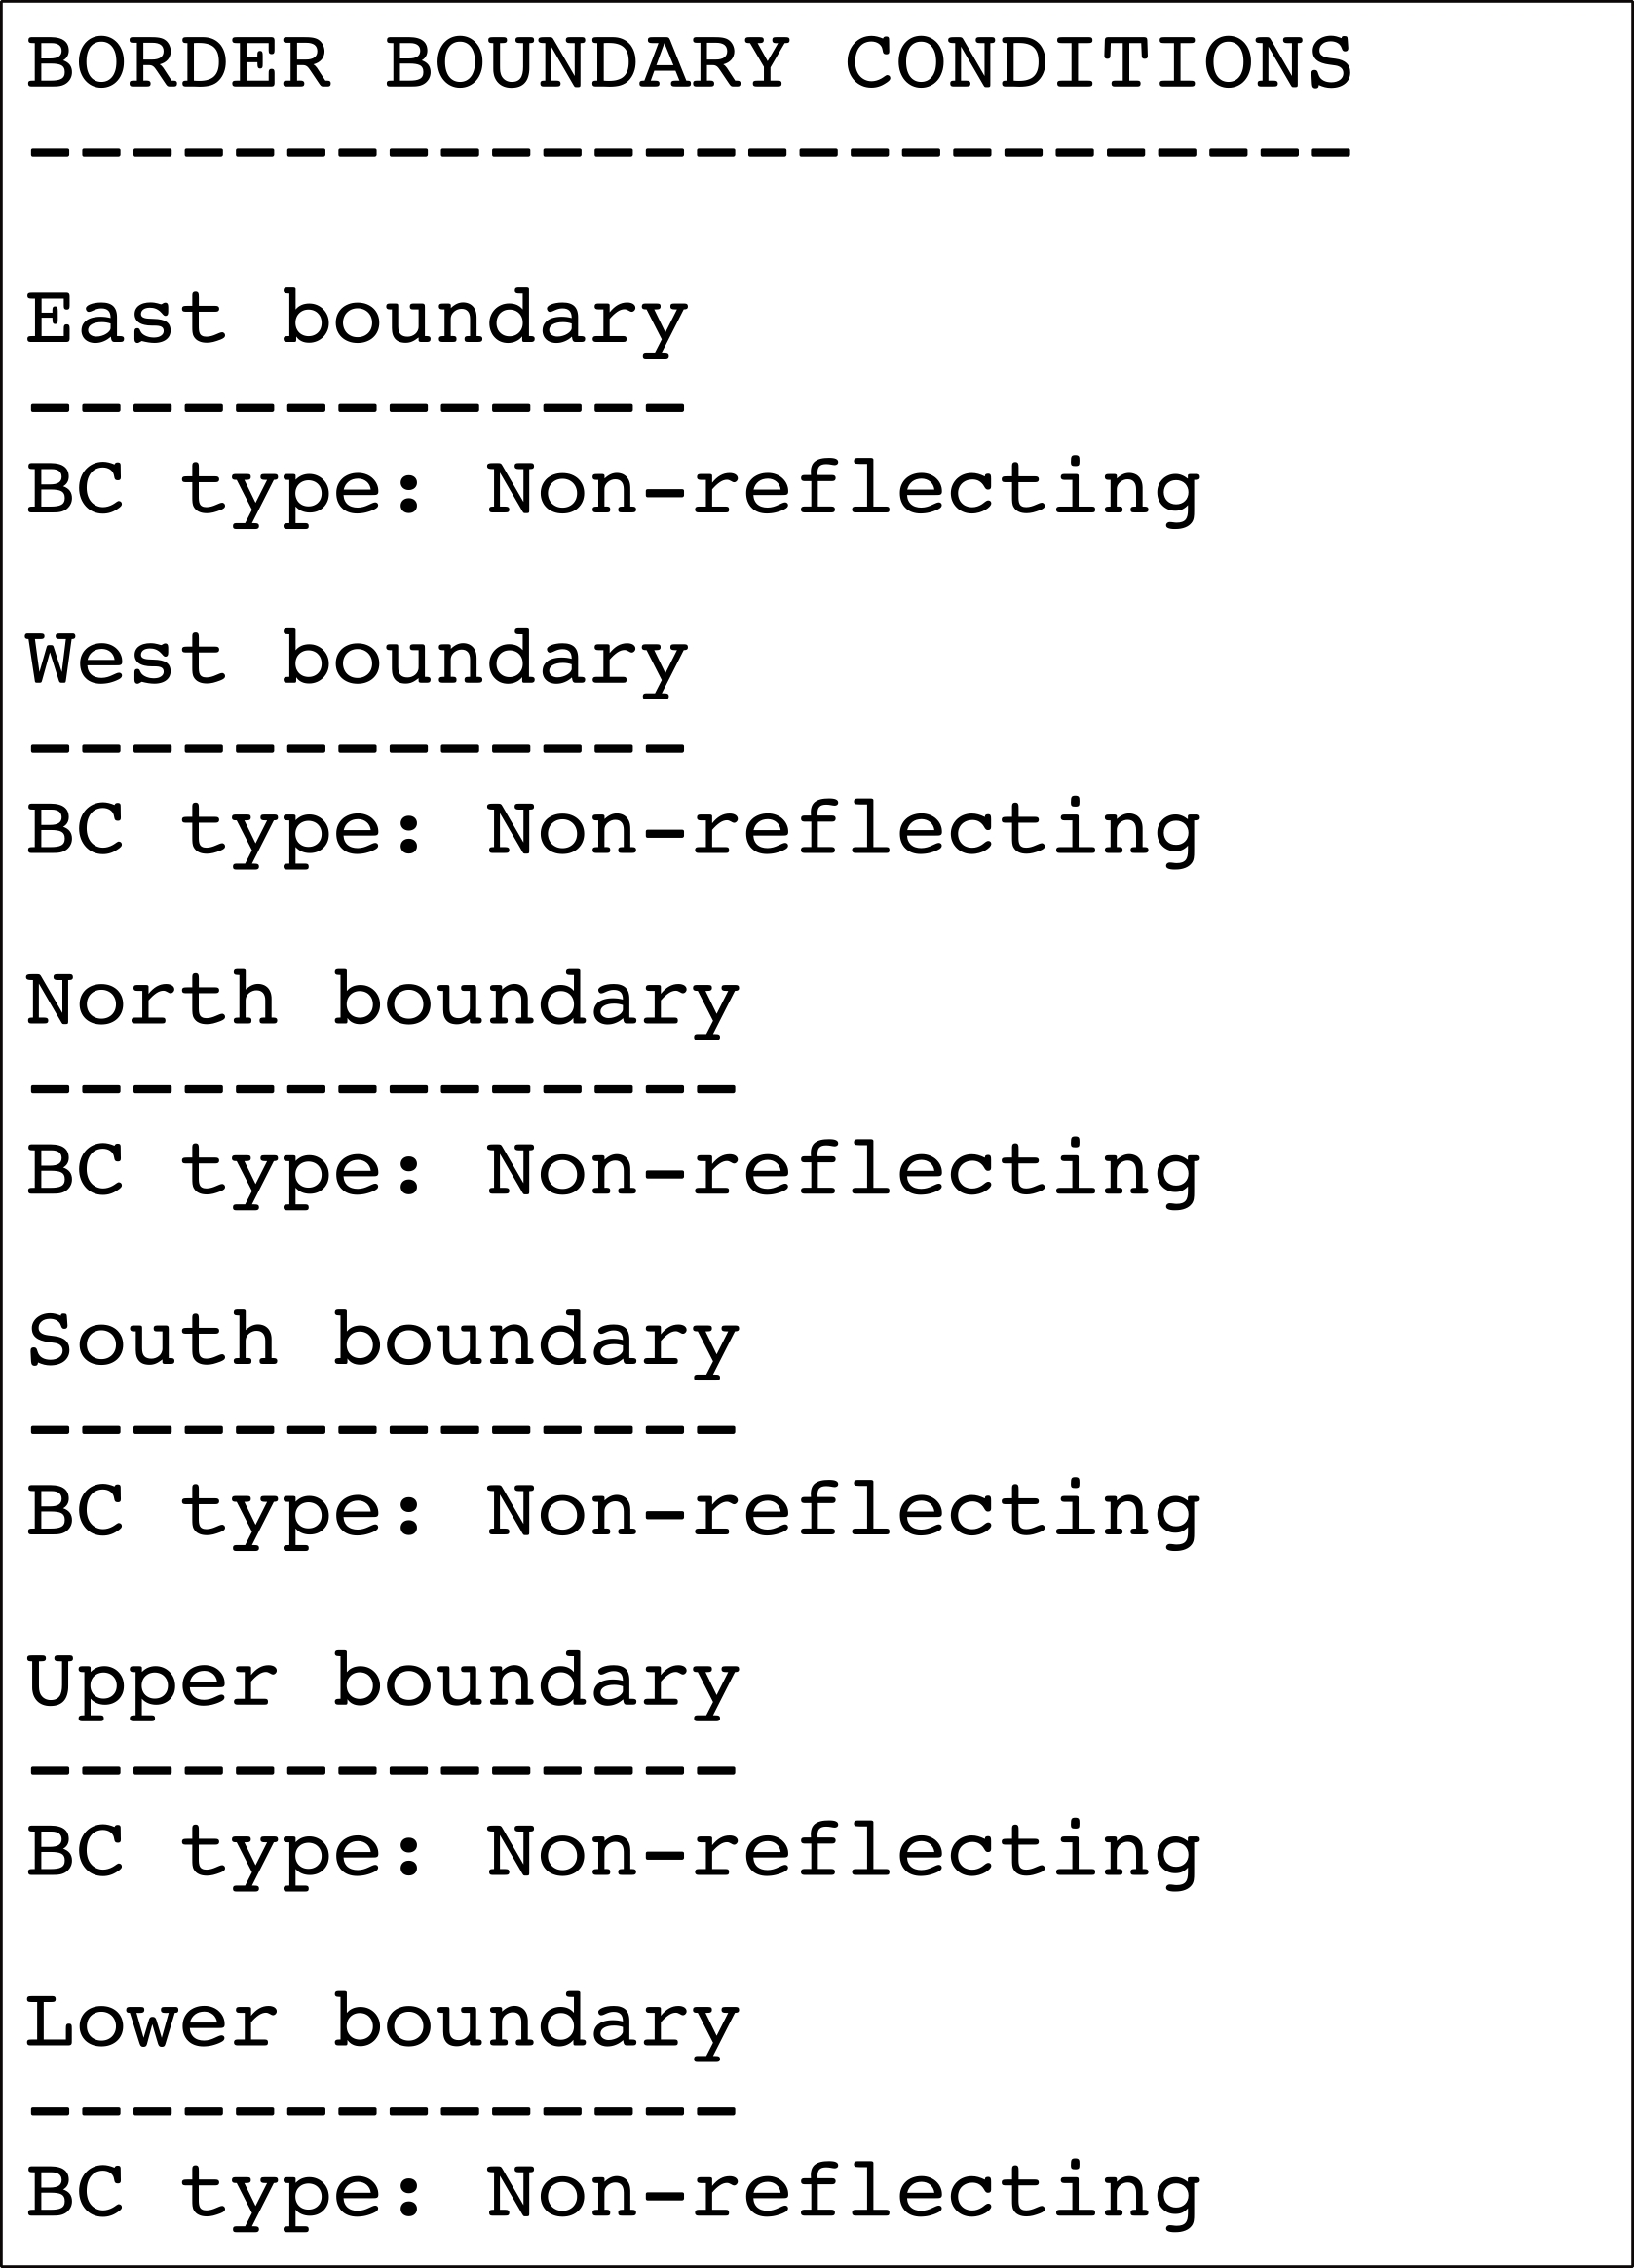 BORDER BOUNDARY CONDITIONS
--------------------------

East boundary
-------------
BC type: Non-reflecting

West boundary
-------------
BC type: Non-reflecting

North boundary
--------------
BC type: Non-reflecting

South boundary
--------------
BC type: Non-reflecting

Upper boundary
--------------
BC type: Non-reflecting

Lower boundary
--------------
BC type: Non-reflecting